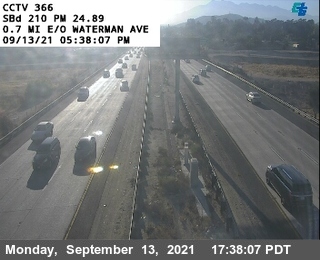 CCTV 366
SBd 210 PM 24.89
0.7 MI E/O WATERMAN AVE
09/13/21 05:38:07 PM
Monday, September 13, 2021 17:38:07 PDT